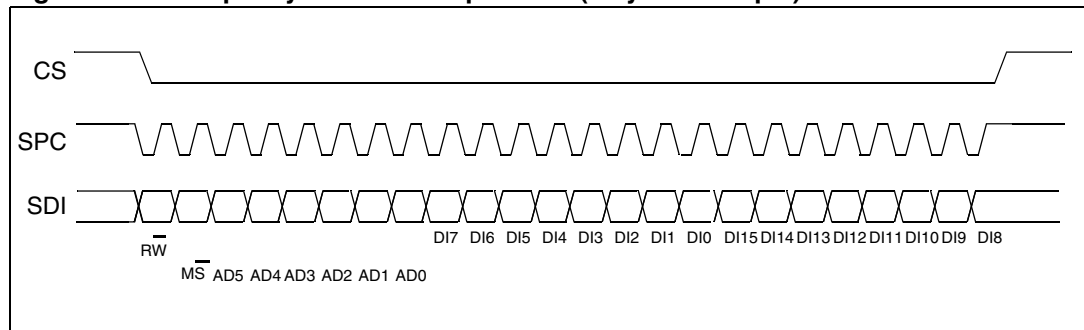 CS
SPC
SDI
DI7 DI6 DI5 DI4 DI3 DI2 DI1 DI0 DI15 DI14 DI13 DI12 DI11 DI10 DI9 DI8
RW
MS AD5 AD4 AD3 AD2 AD1 AD0